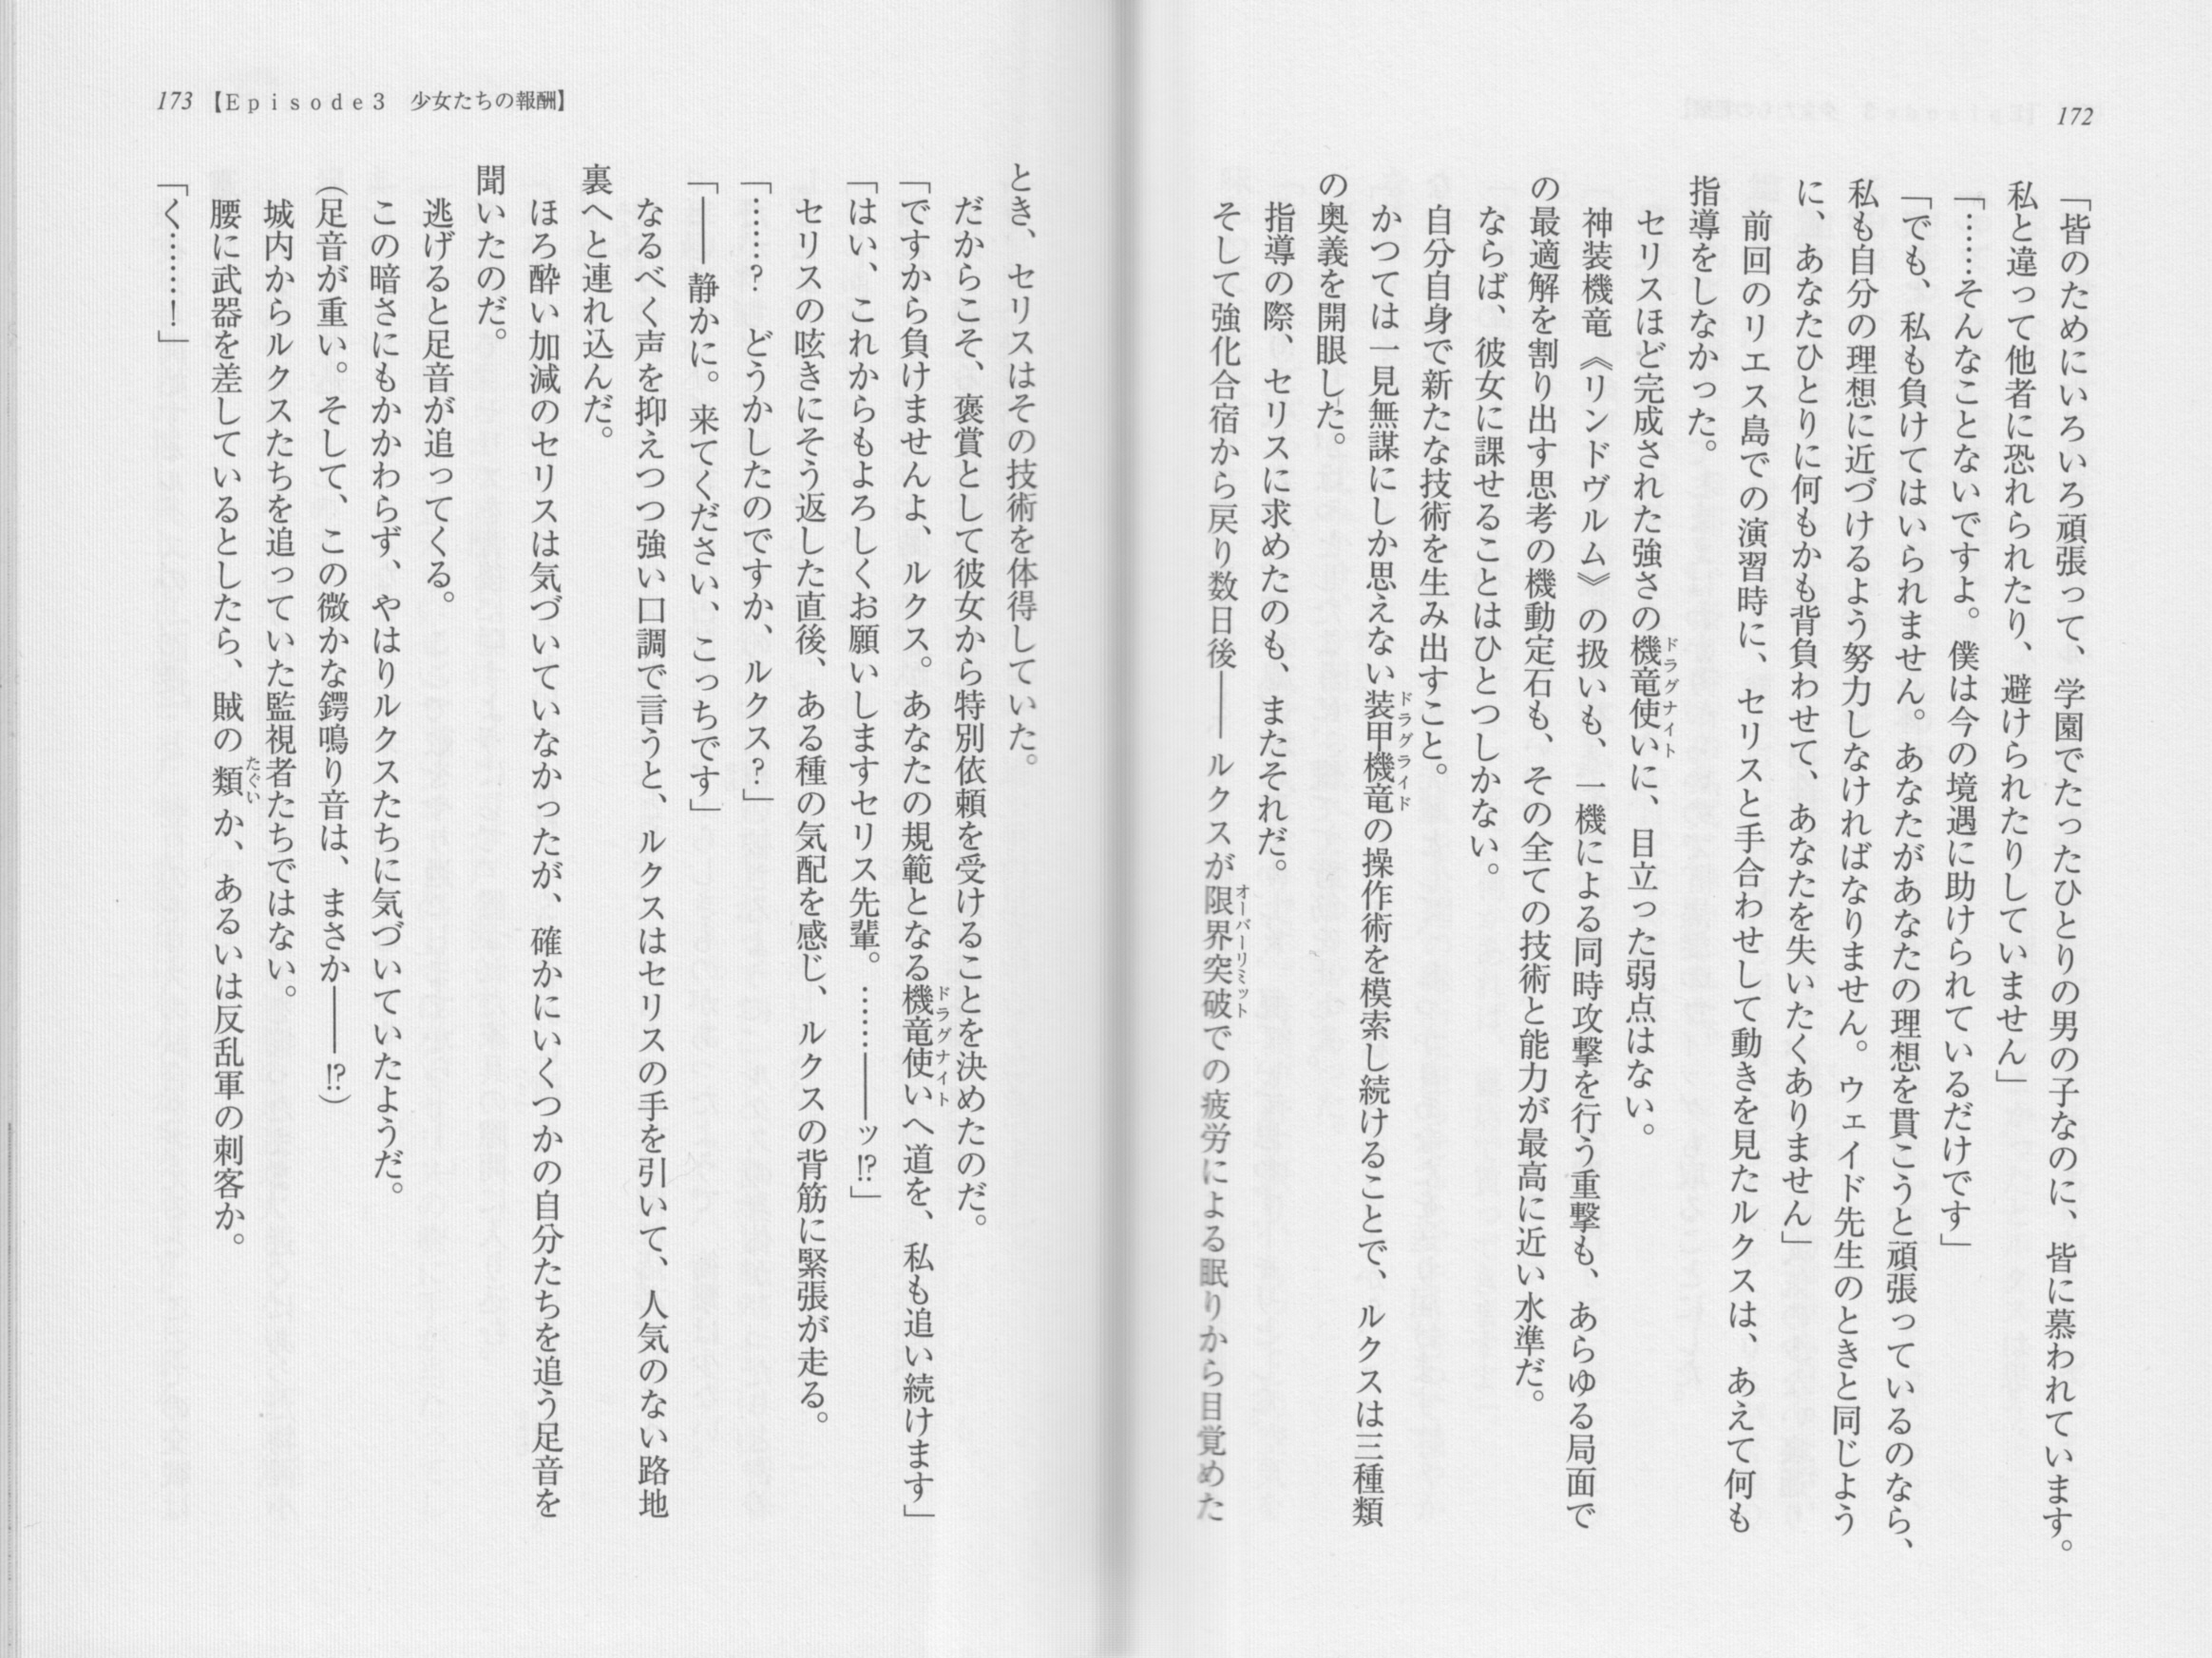 172
「皆のためにいろいろ頑張って、学園でたったひとりの男の子なのに、皆に慕われています。
私と違って他者に恐れられたり、避けられたりしていません」
「……そんなことないですよ。僕は今の境遇に助けられているだけです」
「でも、私も負けてはいられません。あなたがあなたの理想を貫こうと頑張っているのなら、
私も自分の理想に近づけるよう努力しなければなりません。ウェイド先生のときと同じよう
に、あなたひとりに何もかも背負わせて、あなたを失いたくありません」
前回のリエス島での演習時に、セリスと手合わせして動きを見たルクスは、あえて何も
指導をしなかった。
セリスほど完成された強さの機竜使いに、目立った弱点はない。
ドラグナイト
神装機竜《リンドヴルム》の扱いも、一機による同時攻撃を行う重撃も、あらゆる局面で
の最適解を割り出す思考の機動定石も、その全ての技術と能力が最高に近い水準だ。
ならば、彼女に課せることはひとつしかない。
自分自身で新たな技術を生み出すこと。
かつては一見無謀にしか思えない装甲機竜の操作術を模索し続けることで、ルクスは三種類
ドラグライド
の奥義を開眼した。
指導の際、セリスに求めたのも、またそれだ。
そして強化合宿から戻り数日後――ルクスが限界突破での疲労による眠りから目覚めた
オーバーリミット
173【Episode3　少女たちの報酬】
とき、セリスはその技術を体得していた。
だからこそ、褒賞として彼女から特別依頼を受けることを決めたのだ。
「ですから負けませんよ、ルクス。あなたの規範となる機竜使いへ道を、私も追い続けます」
ドラグナイト
「はい、これからもよろしくお願いしますセリス先輩。……――ッ!?」
セリスの呟きにそう返した直後、ある種の気配を感じ、ルクスの背筋に緊張が走る。
「……?　どうかしたのですか、ルクス?」
「――静かに。来てください、こっちです」
なるべく声を抑えつつ強い口調で言うと、ルクスはセリスの手を引いて、人気のない路地
裏へと連れ込んだ。
ほろ酔い加減のセリスは気づいていなかったが、確かにいくつかの自分たちを追う足音を
聞いたのだ。
逃げると足音が追ってくる。
この暗さにもかかわらず、やはりルクスたちに気づいていたようだ。
(足音が重い。そして、この微かな鍔鳴り音は、まさか――!?)
城内からルクスたちを追っていた監視者たちではない。
腰に武器を差しているとしたら、賊の類か、あるいは反乱軍の刺客か。
たぐい
「く……!」